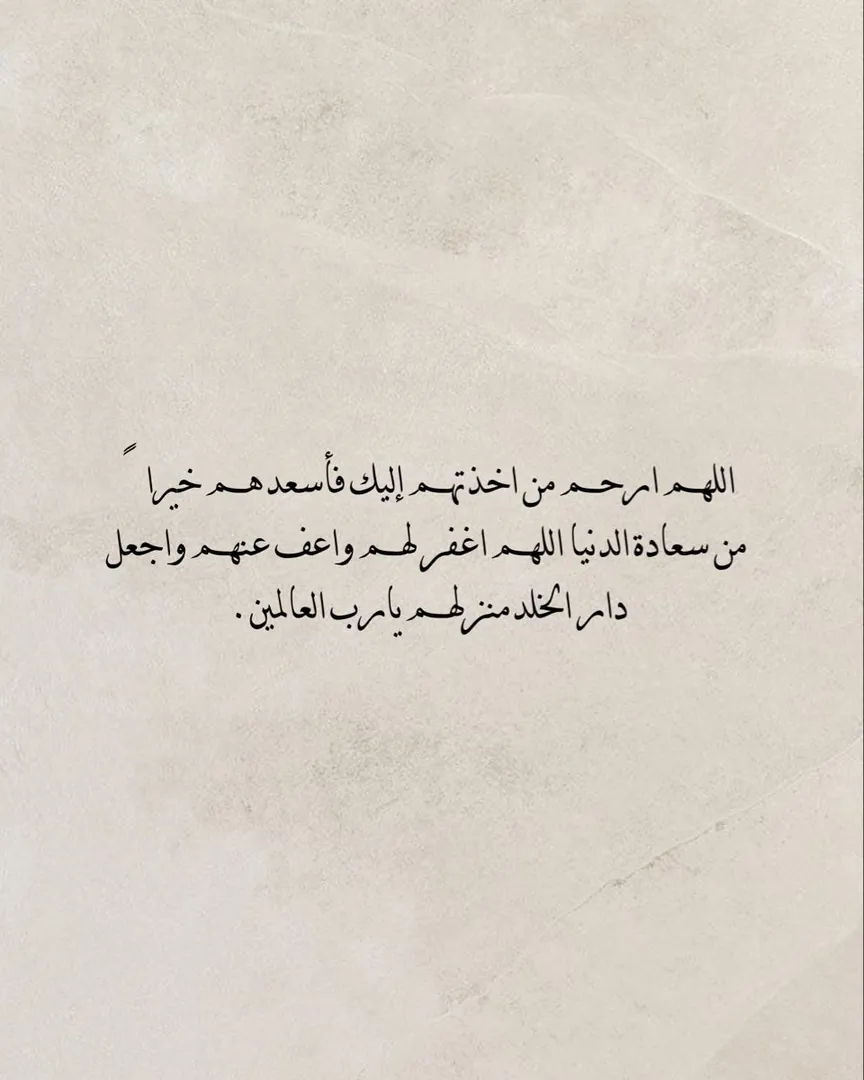 اللهم ارحم من اخذتهم إليك فأسعدهم خيراً
من سعادة الدنيا اللهم اغفر لهم واعف عنهم واجعل
دار الخلد منزلهم يارب العالمين .